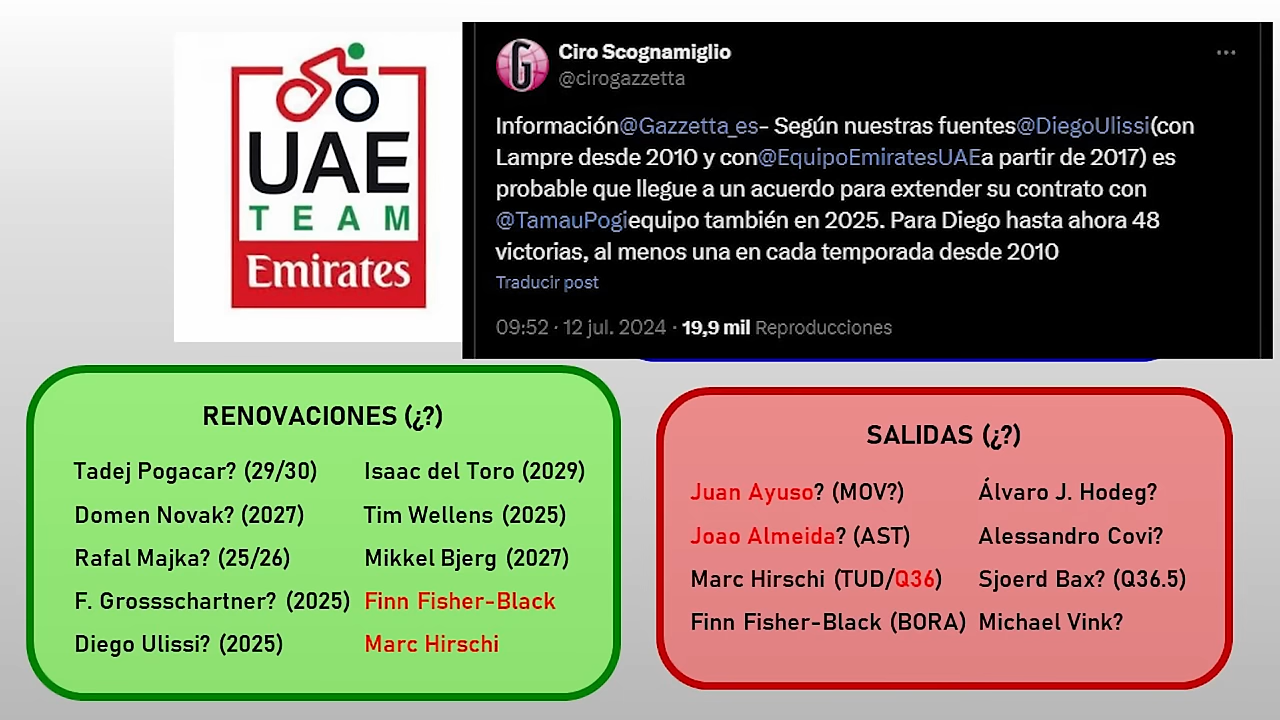 UAE
TEAM
Emirates
Ciro Scognamiglio
@cirogazzetta
Información@Gazzetta_es- Según nuestras fuentes@DiegoUlissi(con
Lampre desde 2010 y con@EquipoEmiratesUAEa partir de 2017) es
probable que llegue a un acuerdo para extender su contrato con
@TamauPogiequipo también en 2025. Para Diego hasta ahora 48
victorias, al menos una en cada temporada desde 2010
Traducir post
09:52 · 12 jul. 2024 · 19,9 mil Reproducciones
RENOVACIONES (¿?)
Tadej Pogacar? (29/30)
Domen Novak? (2027)
Rafal Majka? (25/26)
F. Grossschartner? (2025)
Diego Ulissi? (2025)
Isaac del Toro (2029)
Tim Wellens (2025)
Mikkel Bjerg (2027)
Finn Fisher-Black
Marc Hirschi
SALIDAS (¿?)
Juan Ayuso? (MOV?)
Joao Almeida? (AST)
Marc Hirschi (TUD/Q36)
Finn Fisher-Black (BORA)
Álvaro J. Hodeg?
Alessandro Covi?
Sjoerd Bax? (Q36.5)
Michael Vink?